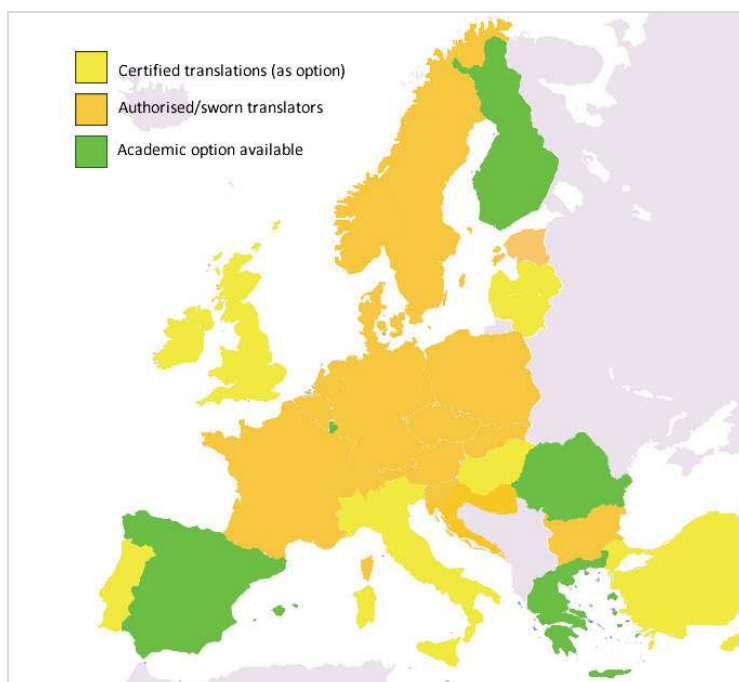 Certified translations (as option)
Authorised/sworn translators
Academic option available